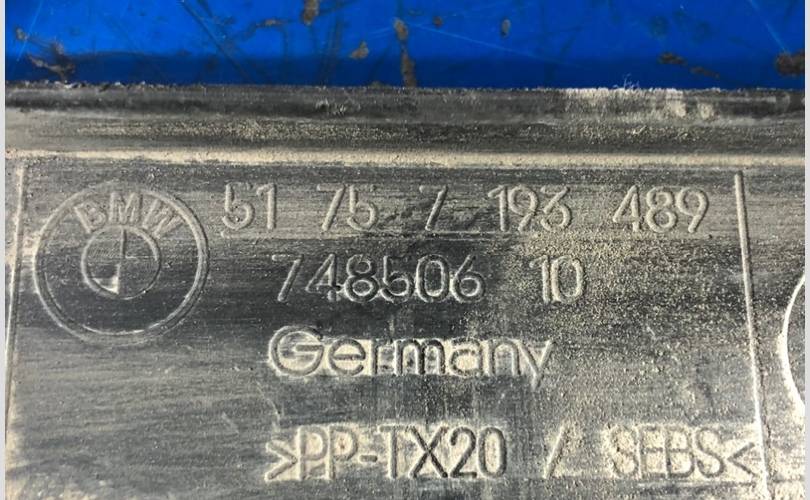 BMW
51 75 7 193 489
748506 10
Germany
>PP-TX20 / SEBS<